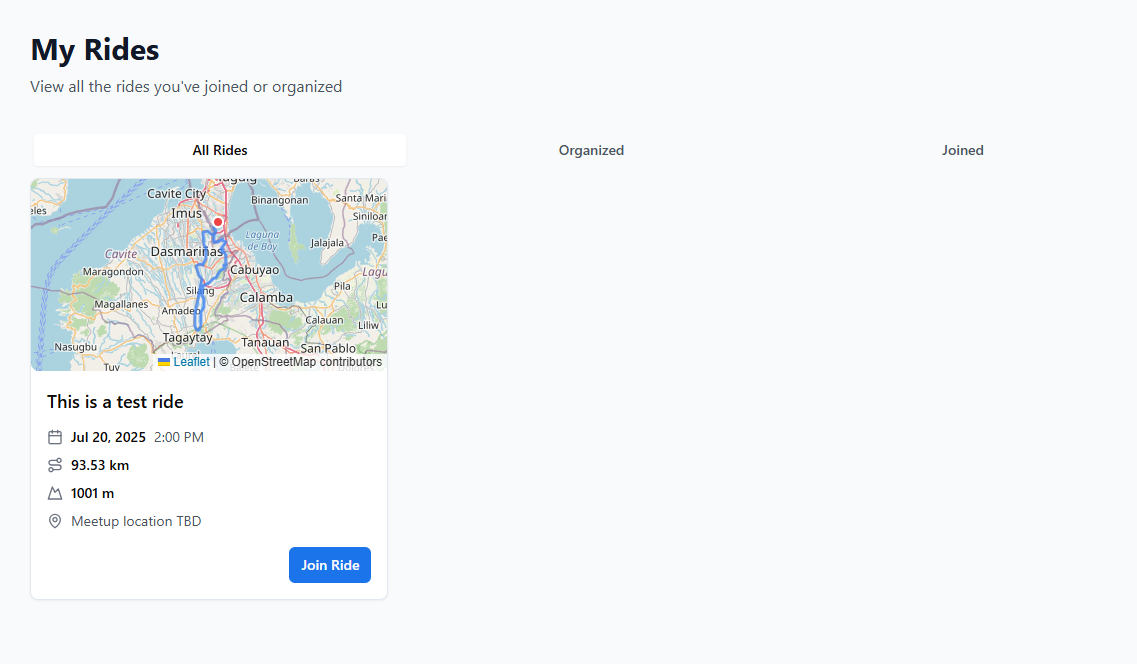 My Rides
View all the rides you've joined or organized
All Rides
Organized
Joined
Cavite City
Binangonan
Santa Mari
eles
Imus
Siniloar
Laguna
de Bay
Pae
Jalajala
Cavite
Dasmarinas
Maragondon
Cabuyao
Lagu
Silang
Pila
Magallanes
Calamba
Lu
Amadeo
Calauan
Liliw
Tagaytay
Nasugbu
Tanauan
San Pablo
Tuy
Leaflet | © OpenStreetMap contributors
This is a test ride
Jul 20, 2025 2:00 PM
93.53 km
1001 m
Meetup location TBD
Join Ride